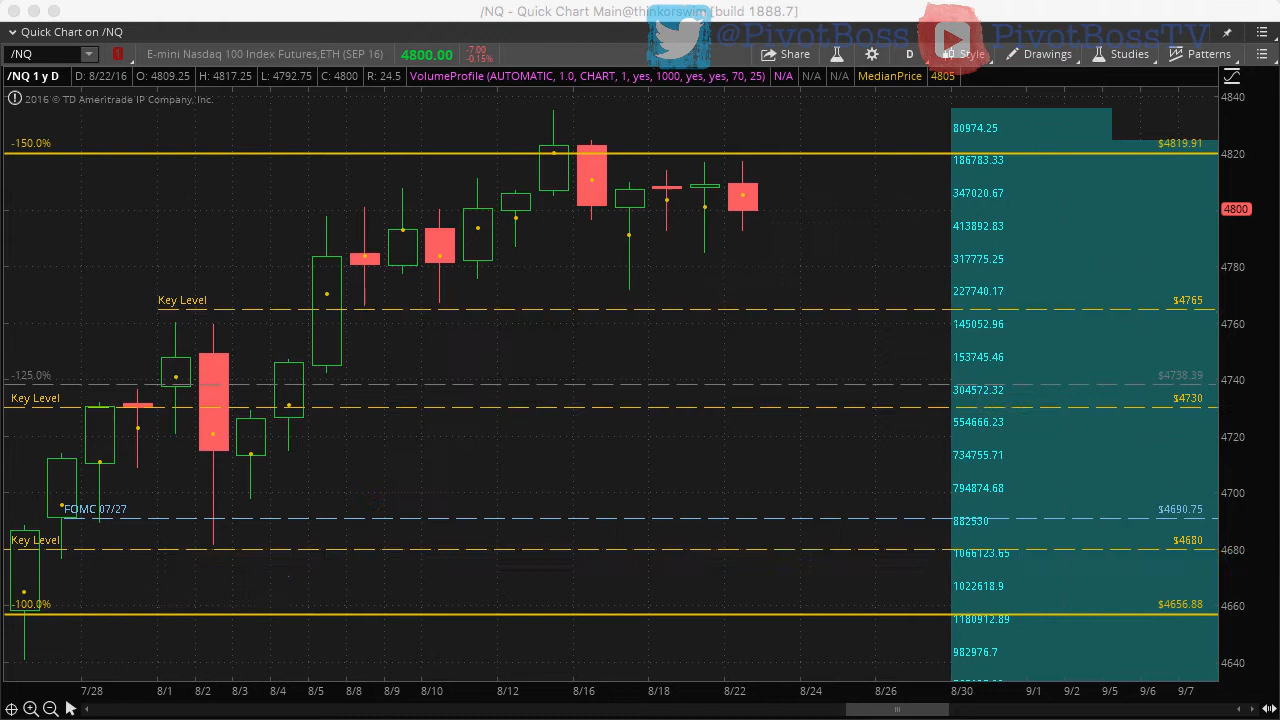 /NQ - Quick Chart Main@thinkorswim [build 1888.7]
Quick Chart on /NQ
@PivotBoss PivotBossTV
/NQ 1 E-mini Nasdaq 100 Index Futures,ETH (SEP 16) 4800.00 -7.00 -0.15% Share D Style Drawings Studies Patterns
/NQ 1 y D D: 8/22/16 O: 4809.25 H: 4817.25 L: 4792.75 C: 4800 R: 24.5 VolumeProfile (AUTOMATIC, 1.0, CHART, 1, yes, 1000, yes, yes, 70, 25) N/A N/A N/A MedianPrice 4805
2016 © TD Ameritrade IP Company, Inc.
4840
80974.25
-150.0% $4819.91
4820
186783.33
347020.67
4800
413892.83
317775.25
4780
227740.17
Key Level $4765
145052.96
4760
153745.46
-125.0% $4738.39
4740
304572.32
Key Level $4730
554666.23
4720
734755.71
794874.68
4700
FOMC 07/27 $4690.75
882530
Key Level $4680
4680
1066123.65
1022618.9
-100.0% $4656.88
4660
1180912.89
982976.7
4640
7/28 8/1 8/2 8/3 8/4 8/5 8/8 8/9 8/10 8/12 8/16 8/18 8/22 8/24 8/26 8/30 9/1 9/2 9/5 9/6 9/7